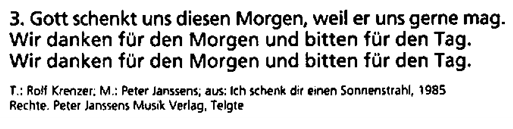 3. Gott schenkt uns diesen Morgen, weil er uns gerne mag.
Wir danken für den Morgen und bitten für den Tag.
Wir danken für den Morgen und bitten für den Tag.
T.: Rolf Krenzer; M.: Peter Janssens; aus: Ich schenk dir einen Sonnenstrahl, 1985
Rechte. Peter Janssens Musik Verlag, Telgte